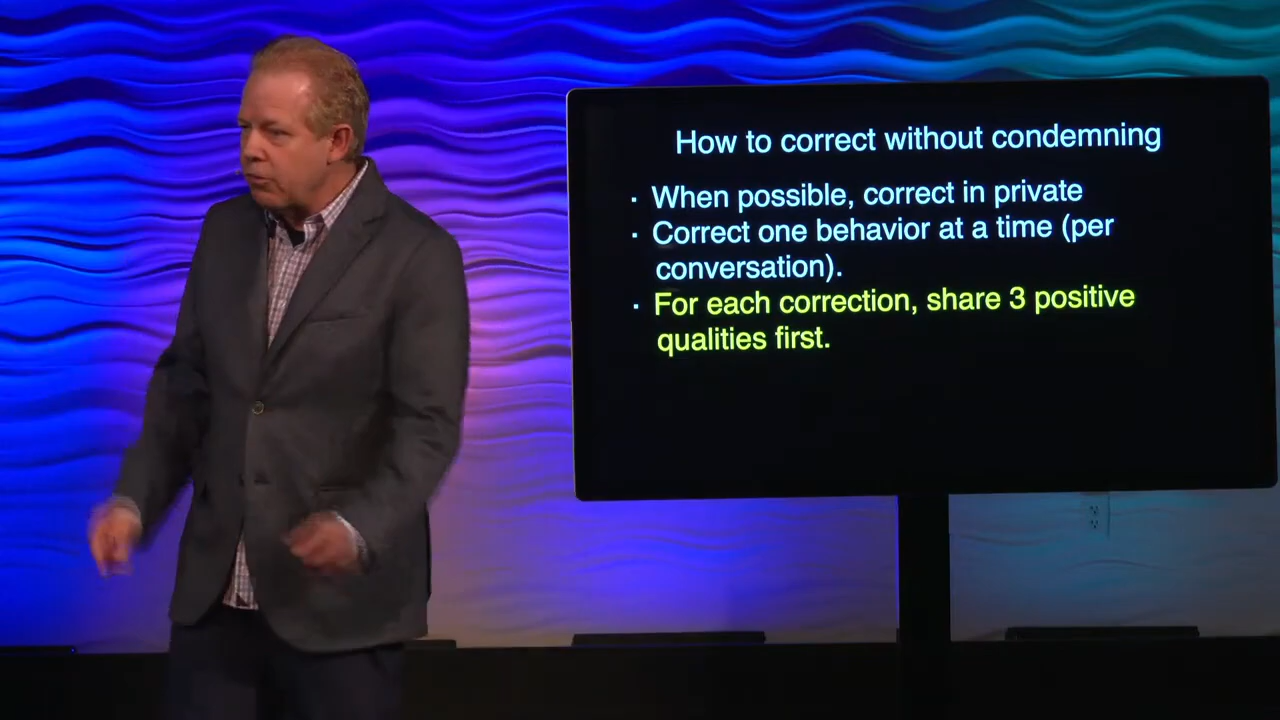 How to correct without condemning
· When possible, correct in private
· Correct one behavior at a time (per
conversation).
· For each correction, share 3 positive
qualities first.